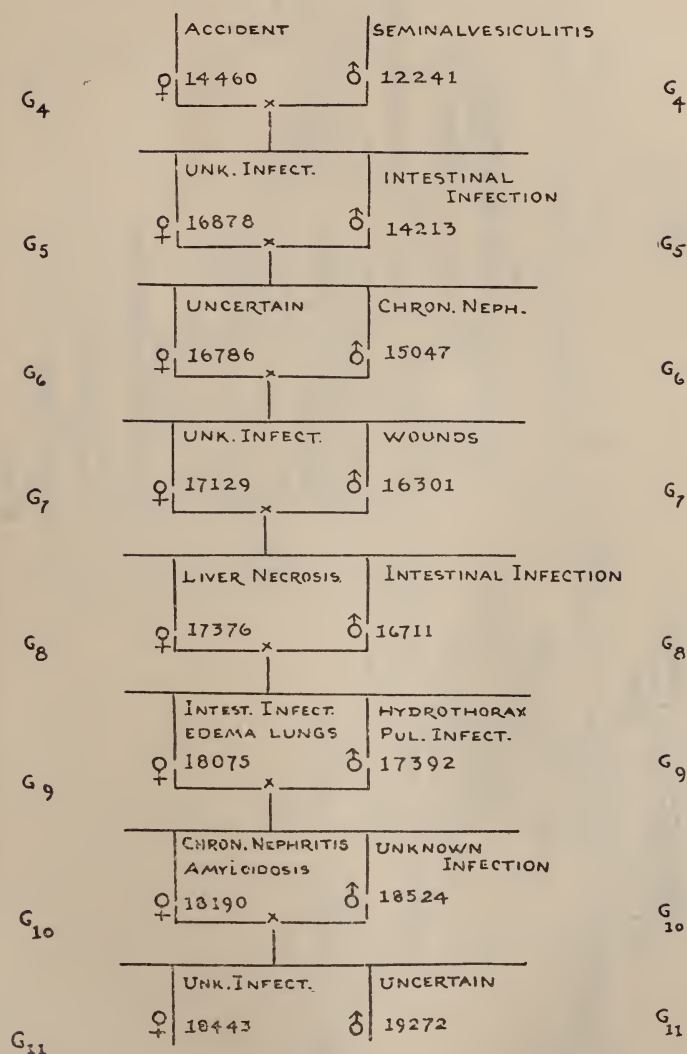 ACCIDENT SEMINALVESICULITIS
♀ 14460 ♂ 12241
G4 × G4
UNK. INFECT. INTESTINAL
INFECTION
♀ 16878 ♂ 14213
G5 × G5
UNCERTAIN CHRON. NEPH.
♀ 16786 ♂ 15047
G6 × G6
UNK. INFECT. WOUNDS
♀ 17129 ♂ 16301
G7 × G7
LIVER NECROSIS. INTESTINAL INFECTION
♀ 17376 ♂ 16711
G8 × G8
INTEST. INFECT. HYDROTHORAX
EDEMA LUNGS PUL. INFECT.
♀ 18075 ♂ 17392
G9 × G9
CHRON. NEPHRITIS UNKNOWN
AMYLOIDOSIS INFECTION
♀ 18190 ♂ 18524
G10 × G10
UNK. INFECT. UNCERTAIN
♀ 18443 ♂ 19272
G11 G11